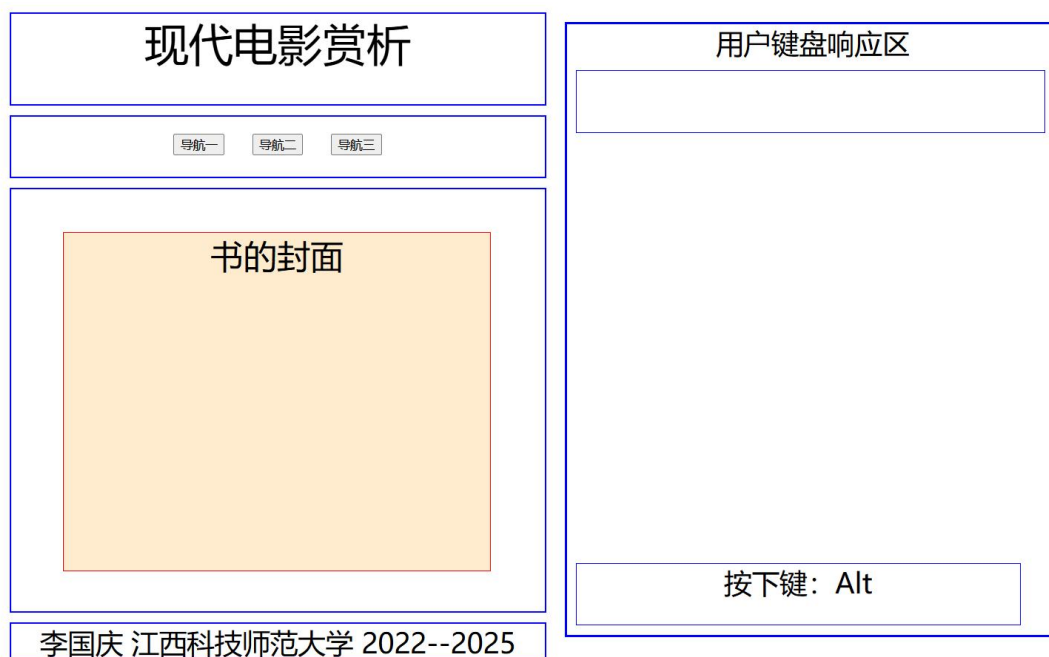 现代电影赏析
导航一 导航二 导航三
书的封面
李国庆 江西科技师范大学 2022--2025
用户键盘响应区
按下键：Alt